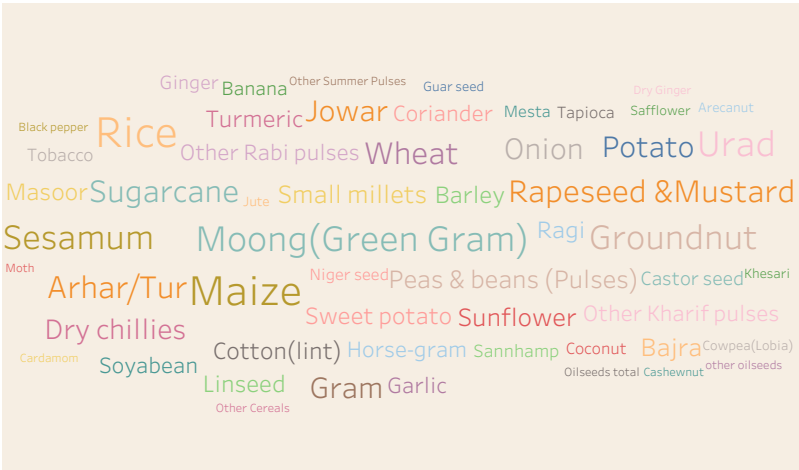 Ginger Banana Other Summer Pulses Guar seed Dry Ginger
Turmeric Jowar Coriander Mesta Tapioca Safflower Arecanut
Black pepper Rice
Tobacco Other Rabi pulses Wheat Onion Potato Urad
Masoor Sugarcane Jute Small millets Barley Rapeseed &Mustard
Sesamum Moong(Green Gram) Ragi Groundnut
Moth Niger seed Peas & beans (Pulses) Castor seed Khesari
Arhar/Tur Maize
Dry chillies Sweet potato Sunflower Other Kharif pulses
Cardamom Soyabean Cotton(lint) Horse-gram Sannhamp Coconut Bajra Cowpea(Lobia)
Oilseeds total Cashewnut other oilseeds
Linseed Gram Garlic
Other Cereals